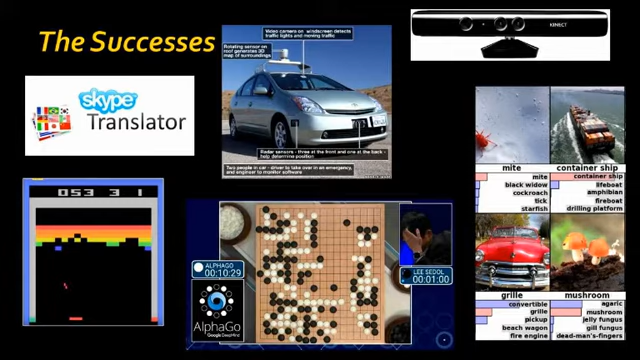 The Successes
skype
Translator
Video camera on windscreen detects
traffic lights and moving traffic
Rotating sensor on
roof generates 3D
map of surroundings
Radar sensors - three at the front and one at the back -
help determine position
Two people in car - driver to take over in an emergency,
and engineer to monitor software
KINECT
053 3 1
ALPHAGO
00:10:29
AlphaGo
Google DeepMind
LEE SEDOL
00:01:00
mite
mite
black widow
cockroach
tick
starfish
container ship
container ship
lifeboat
amphibian
fireboat
drilling platform
grille
convertible
grille
pickup
beach wagon
fire engine
mushroom
agaric
mushroom
jelly fungus
gill fungus
dead-man's-fingers